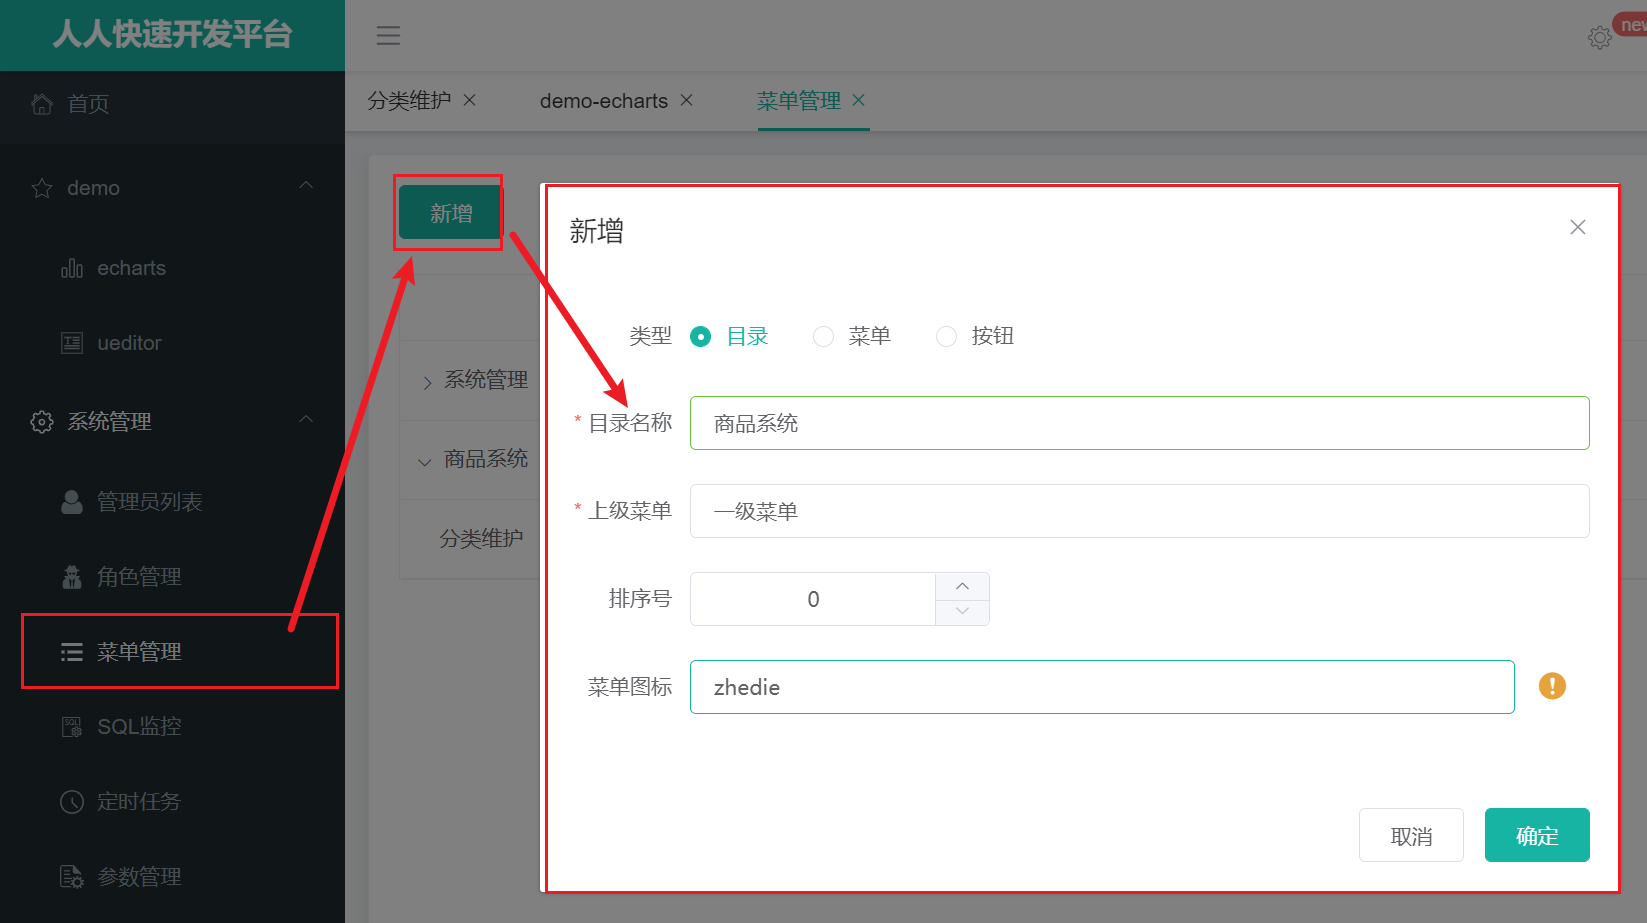 人人快速开发平台
new
首页
分类维护
demo-echarts
菜单管理
demo
echarts
ueditor
系统管理
管理员列表
角色管理
菜单管理
SQL监控
定时任务
参数管理
新增
系统管理
商品系统
分类维护
新增
类型 目录 菜单 按钮
* 目录名称 商品系统
* 上级菜单 一级菜单
排序号 0
菜单图标 zhedie
取消 确定